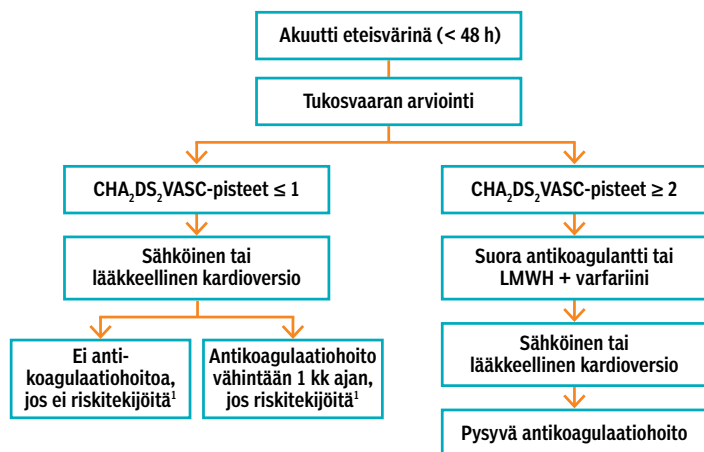 Akuutti eteisvärinä (< 48 h)
Tukosvaaran arviointi
CHA₂DS₂VASC-pisteet ≤ 1
CHA₂DS₂VASC-pisteet ≥ 2
Sähköinen tai
lääkkeellinen kardioversio
Suora antikoagulantti tai
LMWH + varfariini
Ei anti-
koagulaatiohoitoa,
jos ei riskitekijöitä¹
Antikoagulaatiohoito
vähintään 1 kk ajan,
jos riskitekijöitä¹
Sähköinen tai
lääkkeellinen kardioversio
Pysyvä antikoagulaatiohoito